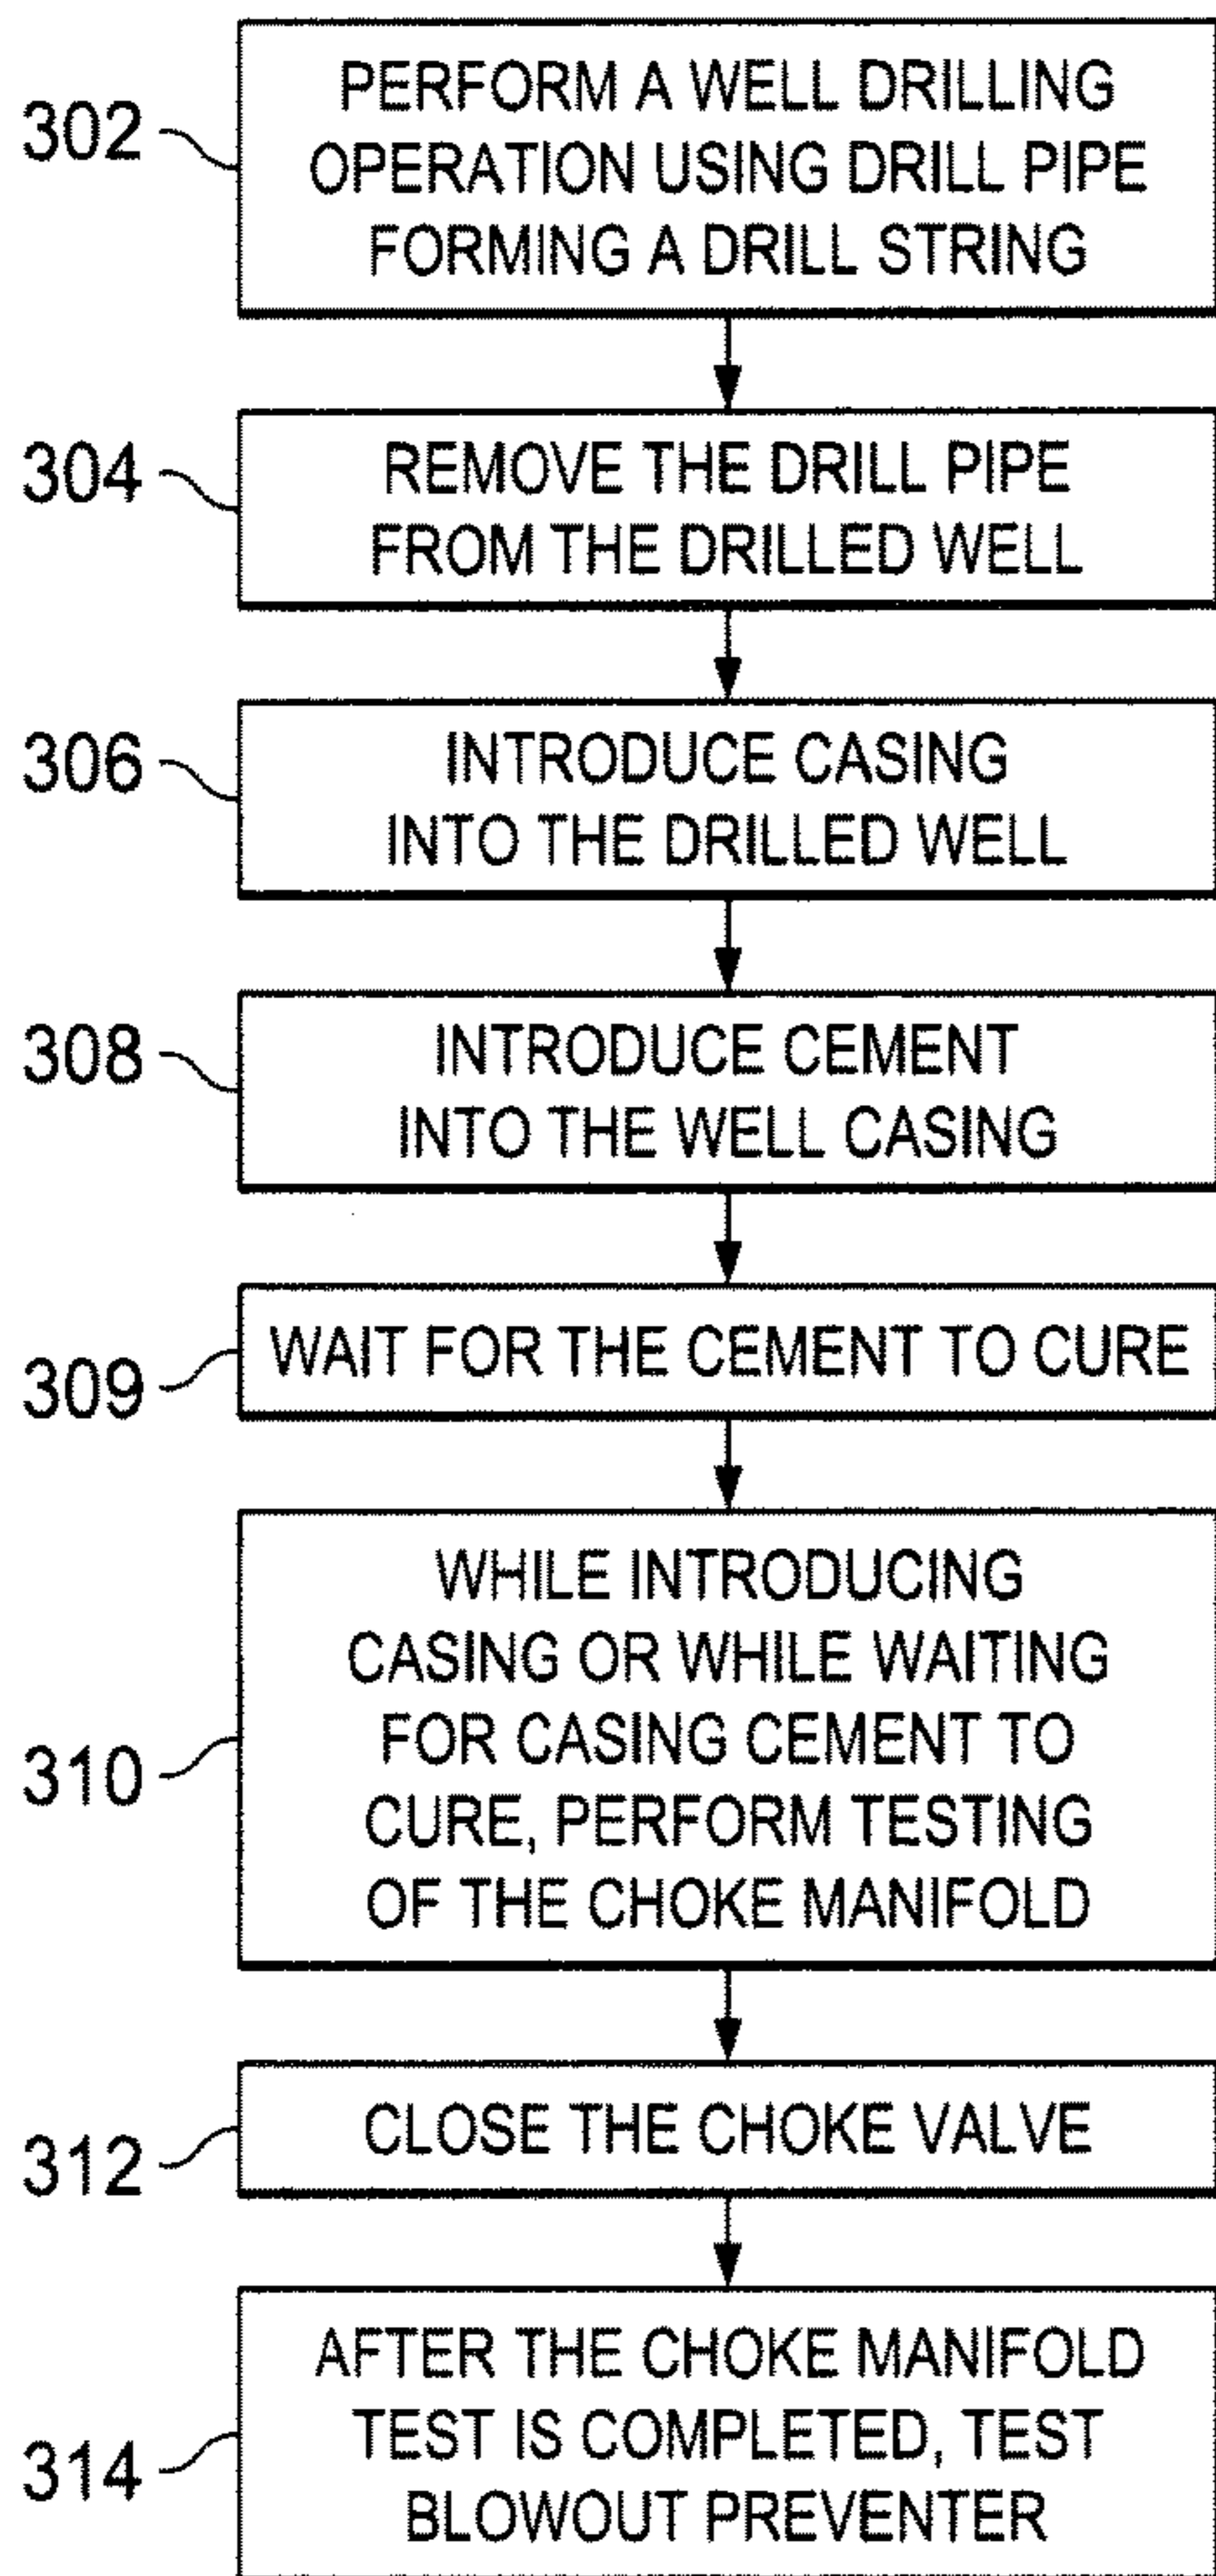 302
PERFORM A WELL DRILLING
OPERATION USING DRILL PIPE
FORMING A DRILL STRING
304
REMOVE THE DRILL PIPE
FROM THE DRILLED WELL
306
INTRODUCE CASING
INTO THE DRILLED WELL
308
INTRODUCE CEMENT
INTO THE WELL CASING
309
WAIT FOR THE CEMENT TO CURE
310
WHILE INTRODUCING
CASING OR WHILE WAITING
FOR CASING CEMENT TO
CURE, PERFORM TESTING
OF THE CHOKE MANIFOLD
312
CLOSE THE CHOKE VALVE
314
AFTER THE CHOKE MANIFOLD
TEST IS COMPLETED, TEST
BLOWOUT PREVENTER